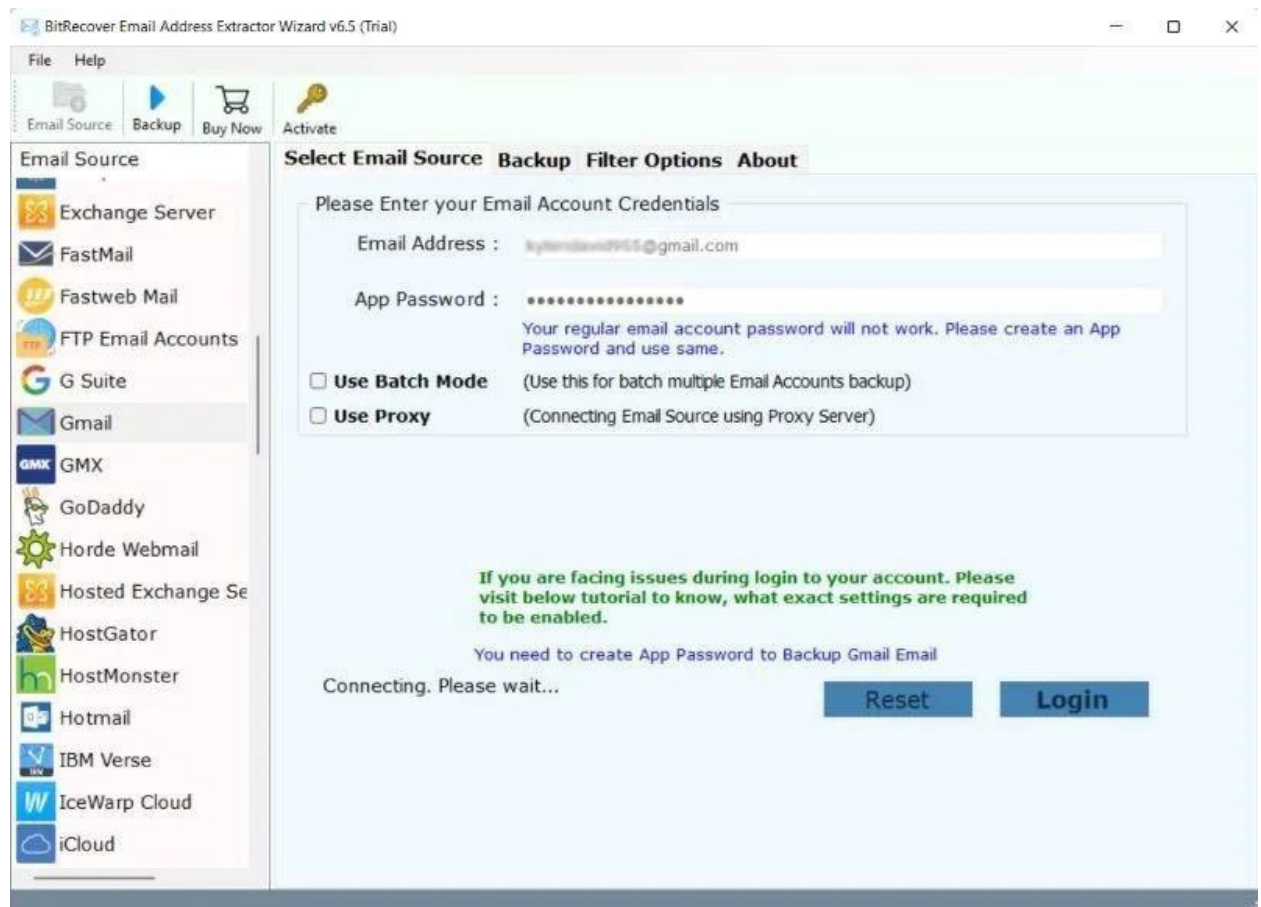 BitRecover Email Address Extractor Wizard v6.5 (Trial)
File Help
Email Source Backup Buy Now Activate
Email Source
Exchange Server
FastMail
Fastweb Mail
FTP
FTP Email Accounts
G Suite
Gmail
GMX GMX
GoDaddy
Horde Webmail
Hosted Exchange Se
HostGator
HostMonster
Hotmail
IBM Verse
IceWarp Cloud
iCloud
Select Email Source Backup Filter Options About
Please Enter your Email Account Credentials
Email Address : @gmail.com
App Password : ••••••••••••••••
Your regular email account password will not work. Please create an App
Password and use same.
Use Batch Mode (Use this for batch multiple Email Accounts backup)
Use Proxy (Connecting Email Source using Proxy Server)
If you are facing issues during login to your account. Please
visit below tutorial to know, what exact settings are required
to be enabled.
You need to create App Password to Backup Gmail Email
Connecting. Please wait...
Reset Login